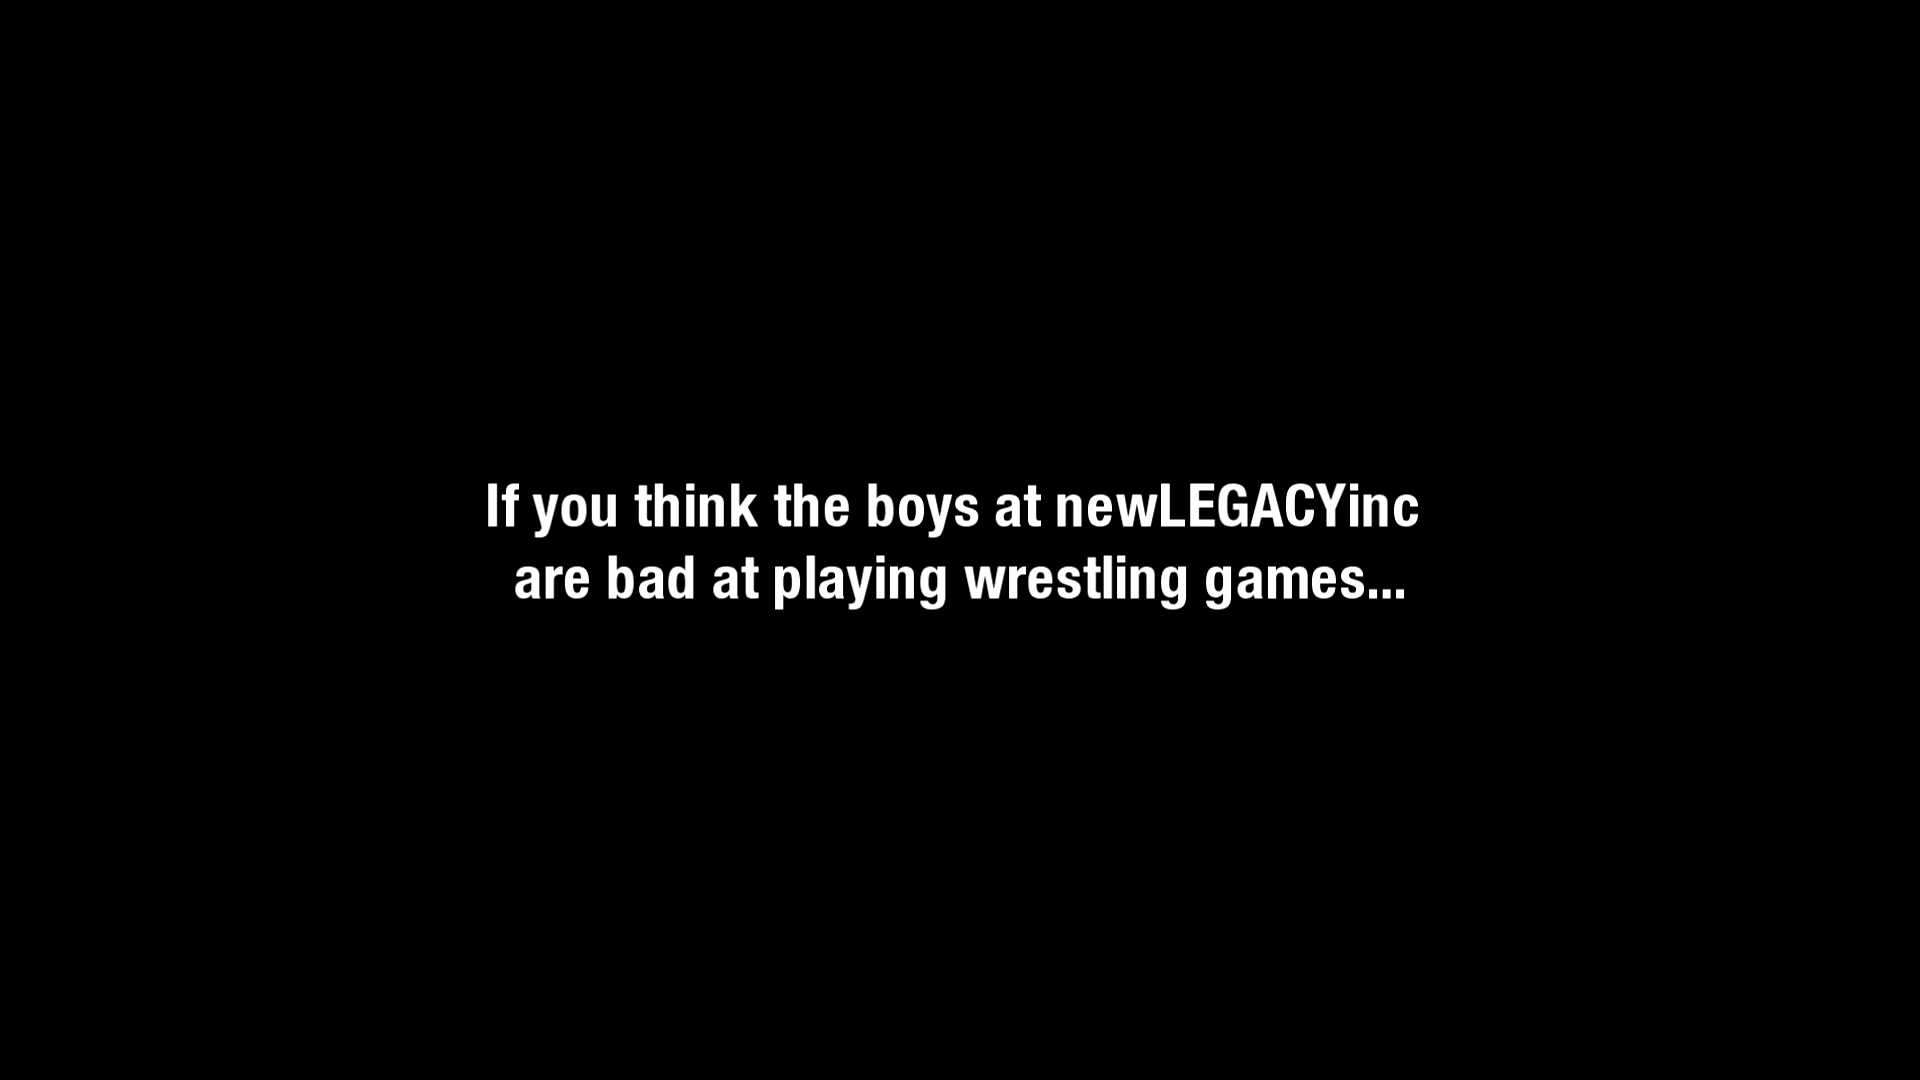 If you think the boys at newLEGACYinc
are bad at playing wrestling games...